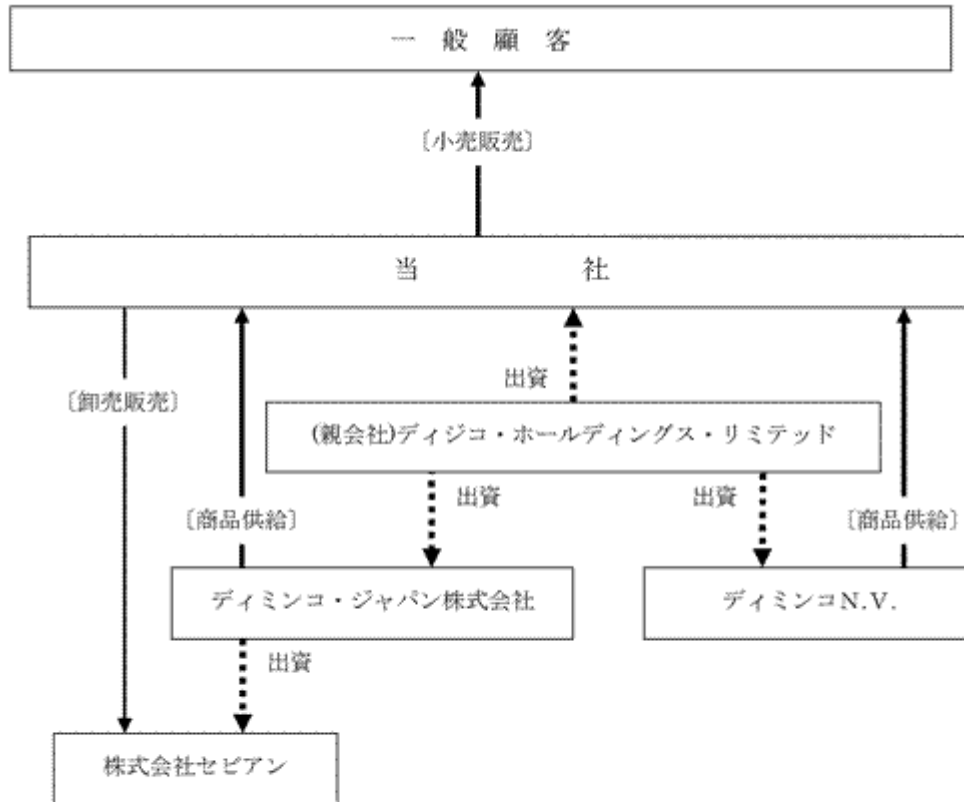 一般顧客
〔小売販売〕
当社
出資
〔卸売販売〕
(親会社)ディジコ・ホールディングス・リミテッド
出資
出資
〔商品供給〕
〔商品供給〕
ディミンコ・ジャパン株式会社
ディミンコN.V.
出資
株式会社セビアン